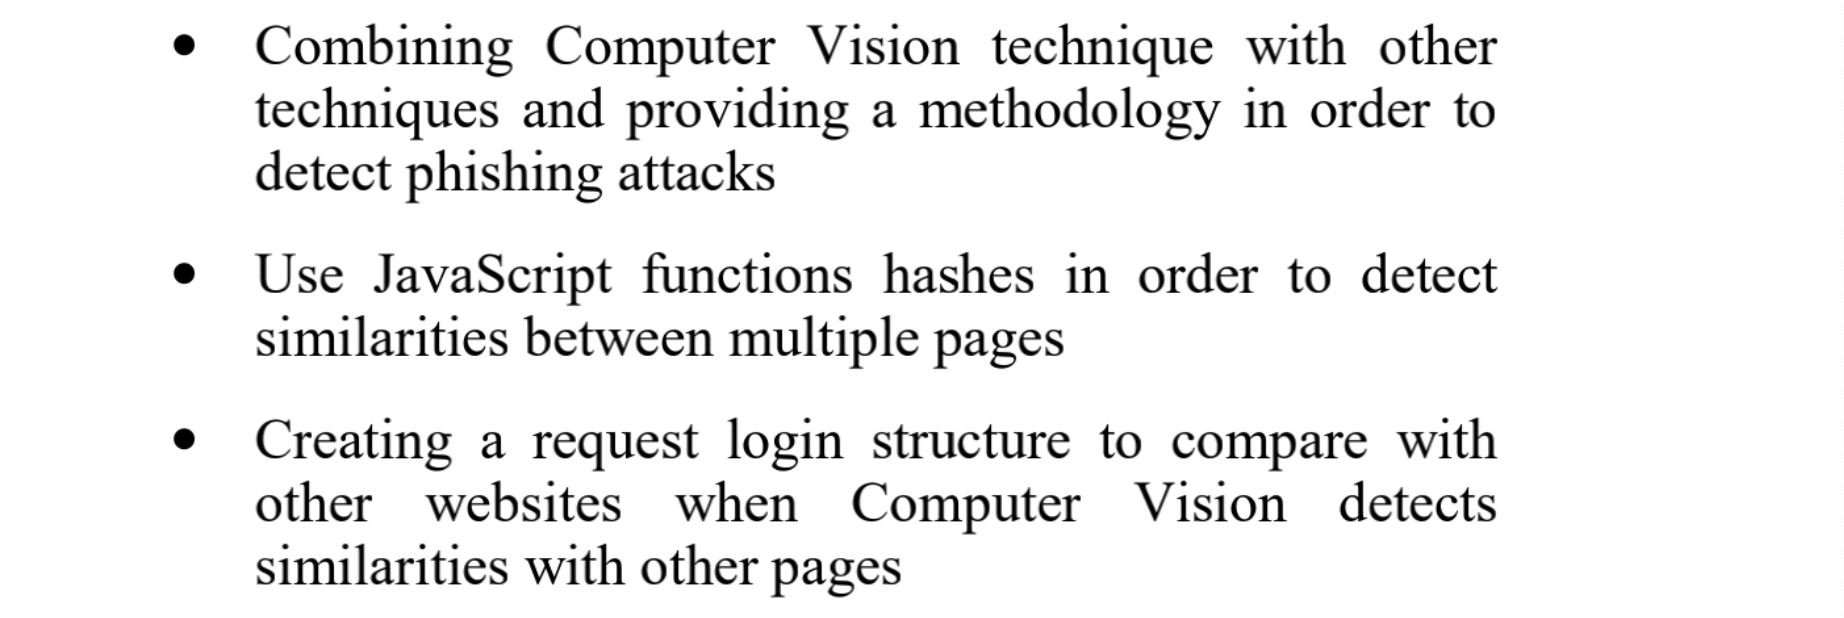 • Combining Computer Vision technique with other
techniques and providing a methodology in order to
detect phishing attacks
• Use JavaScript functions hashes in order to detect
similarities between multiple pages
• Creating a request login structure to compare with
other websites when Computer Vision detects
similarities with other pages